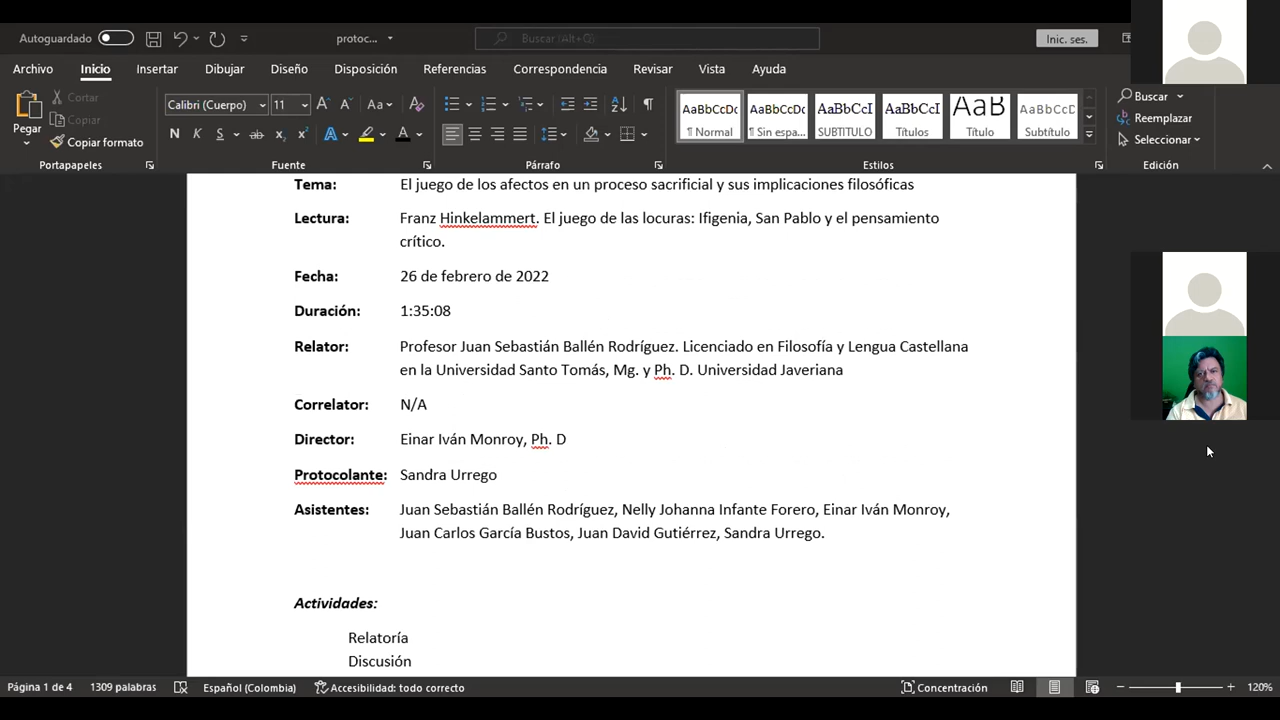 Autoguardado
protoc...
Buscar (Alt+Q)
Inic. ses.
Archivo Inicio Insertar Dibujar Diseño Disposición Referencias Correspondencia Revisar Vista Ayuda
Pegar
Cortar
Copiar
Copiar formato
Portapapeles
Calibri (Cuerpo) 11
Aa
N K S ab x₂ x² A A
Fuente
Párrafo
AaBbCcDc AaBbCcDc AaBbCcI AaBbCcI AaB AaBbCcD
¶ Normal ¶ Sin espa... SUBTITULO Títulos Título Subtítulo
Estilos
Buscar
Reemplazar
Seleccionar
Edición
Tema: El juego de los afectos en un proceso sacrificial y sus implicaciones filosóficas
Lectura: Franz Hinkelammert. El juego de las locuras: Ifigenia, San Pablo y el pensamiento
crítico.
Fecha: 26 de febrero de 2022
Duración: 1:35:08
Relator: Profesor Juan Sebastián Ballén Rodríguez. Licenciado en Filosofía y Lengua Castellana
en la Universidad Santo Tomás, Mg. y Ph. D. Universidad Javeriana
Correlator: N/A
Director: Einar Iván Monroy, Ph. D
Protocolante: Sandra Urrego
Asistentes: Juan Sebastián Ballén Rodríguez, Nelly Johanna Infante Forero, Einar Iván Monroy,
Juan Carlos García Bustos, Juan David Gutiérrez, Sandra Urrego.
Actividades:
Relatoría
Discusión
Página 1 de 4 1309 palabras Español (Colombia) Accesibilidad: todo correcto Concentración 120%